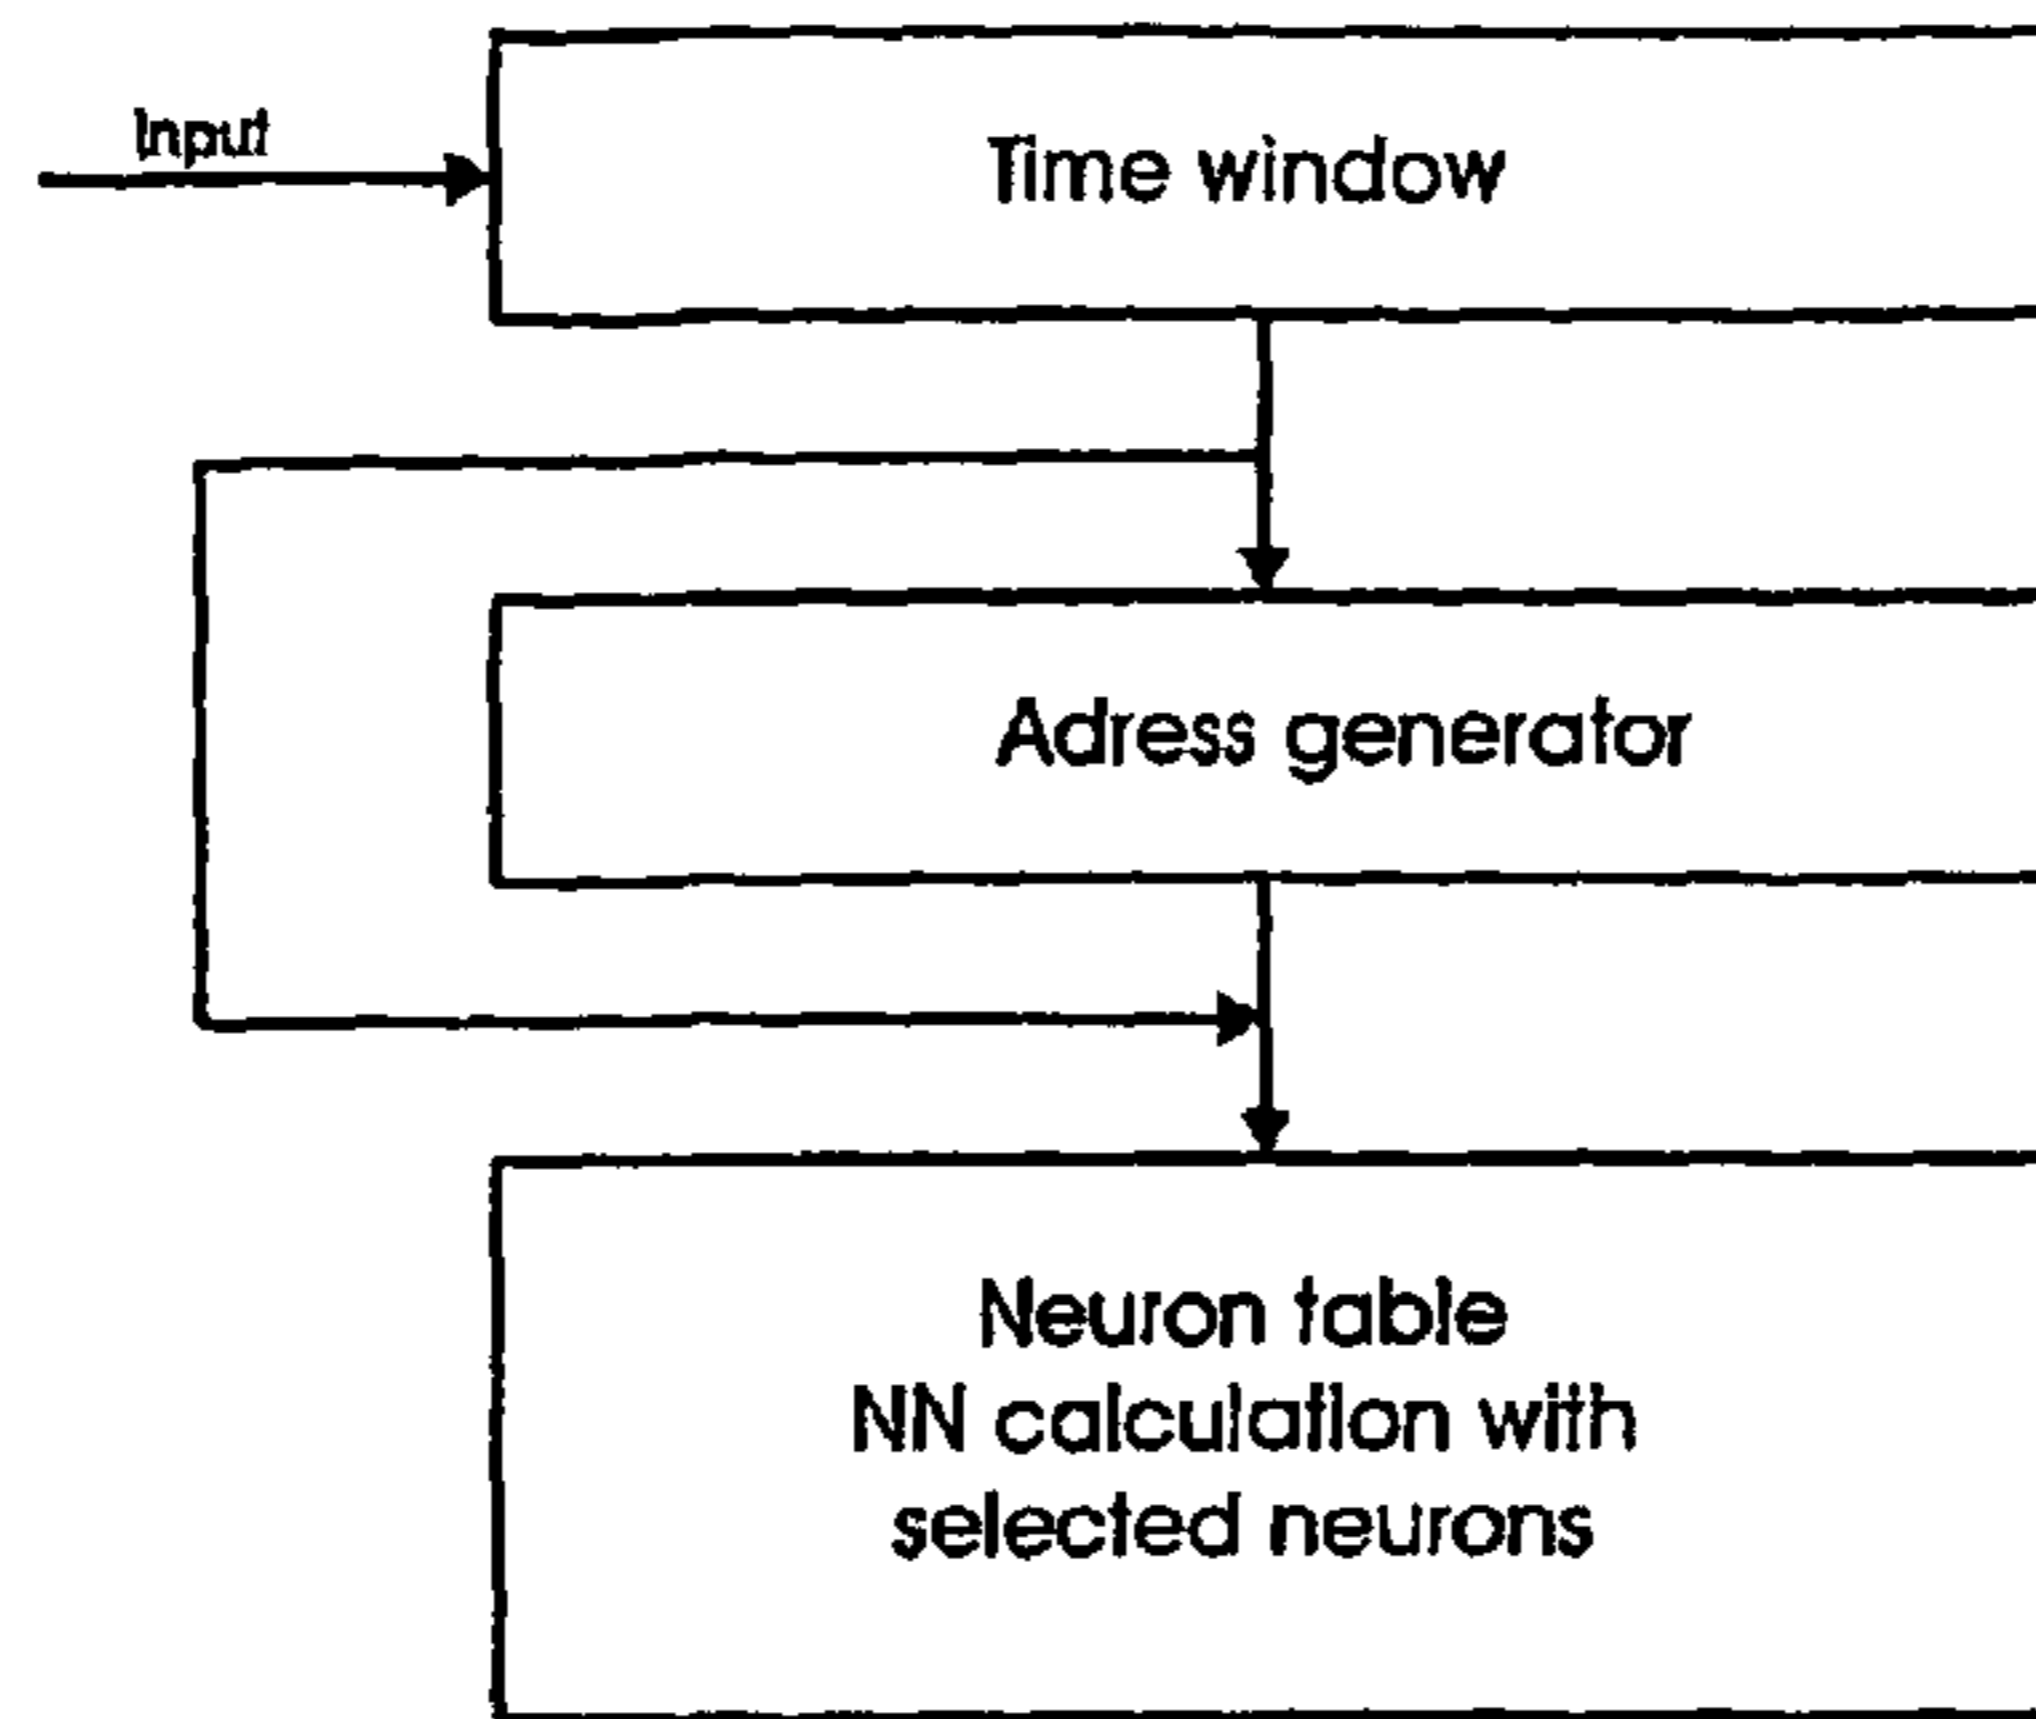 Input
Time window
Adress generator
Neuron table
NN calculation with
selected neurons